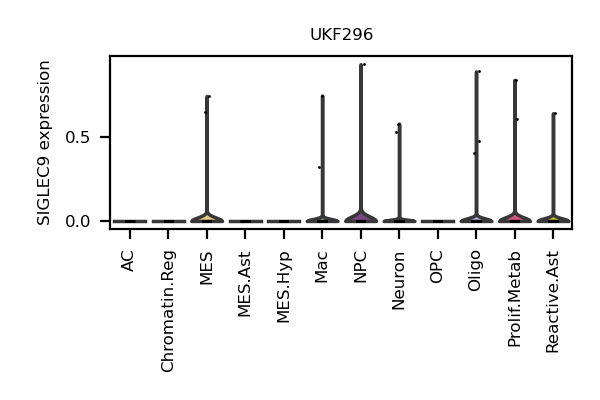 UKF296
SIGLEC9 expression
0.5
0.0
AC
Chromatin.Reg
MES
MES.Ast
MES.Hyp
Mac
NPC
Neuron
OPC
Oligo
Prolif.Metab
Reactive.Ast